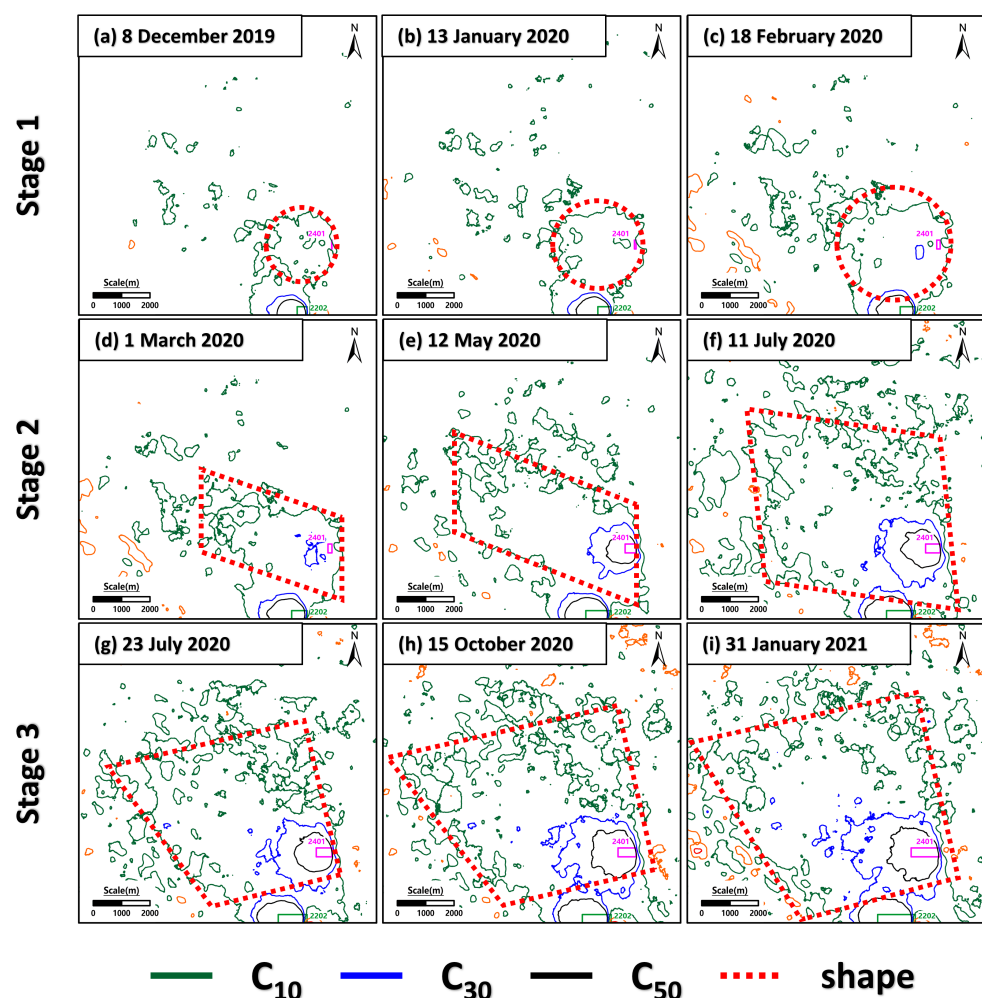 Stage 1
(a) 8 December 2019
N
2401
2202
Scale(m)
0 1000 2000
(b) 13 January 2020
N
2401
2202
Scale(m)
0 1000 2000
(c) 18 February 2020
N
2401
2202
Scale(m)
0 1000 2000
Stage 2
(d) 1 March 2020
N
2401
2202
Scale(m)
0 1000 2000
(e) 12 May 2020
N
2401
2202
Scale(m)
0 1000 2000
(f) 11 July 2020
N
2401
2202
Scale(m)
0 1000 2000
Stage 3
(g) 23 July 2020
N
2401
2202
Scale(m)
0 1000 2000
(h) 15 October 2020
N
2401
2202
Scale(m)
0 1000 2000
(i) 31 January 2021
N
2401
2202
Scale(m)
0 1000 2000
C10 C30 C50 shape